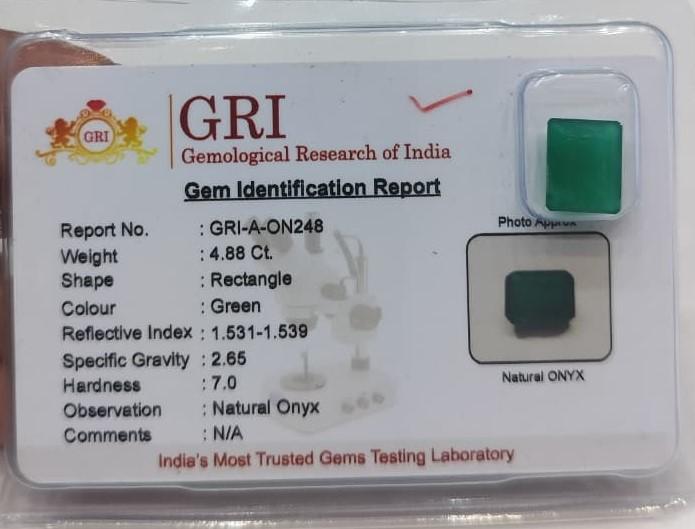 GRI
GRI
Gemological Research of India
Gem Identification Report
Report No. : GRI-A-ON248
Weight : 4.88 Ct.
Shape : Rectangle
Colour : Green
Reflective Index : 1.531-1.539
Specific Gravity : 2.65
Hardness : 7.0
Observation : Natural Onyx
Comments : N/A
Photo Approx
Natural ONYX
India's Most Trusted Gems Testing Laboratory